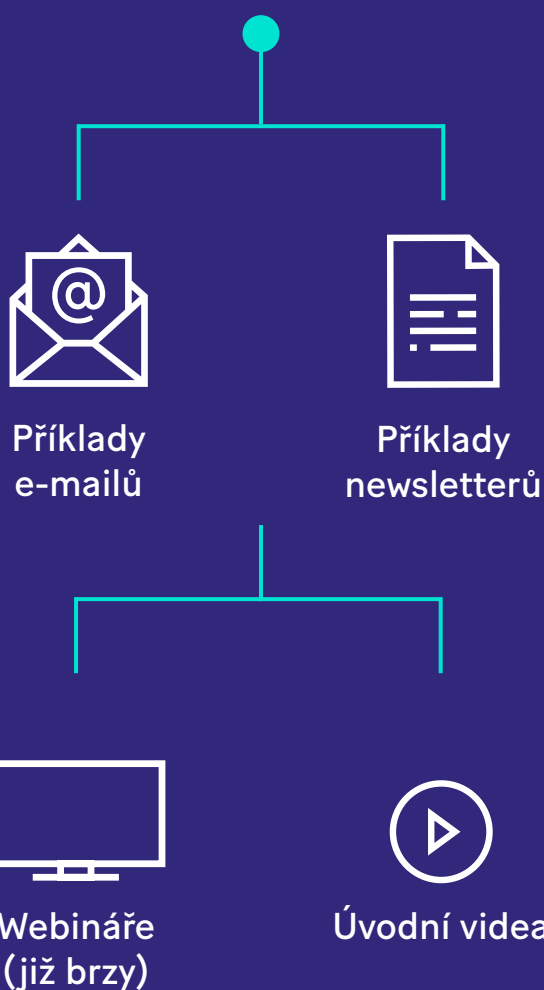 @
Příklady
e-mailů
Příklady
newsletterů
Webináře
(již brzy)
Úvodní videa